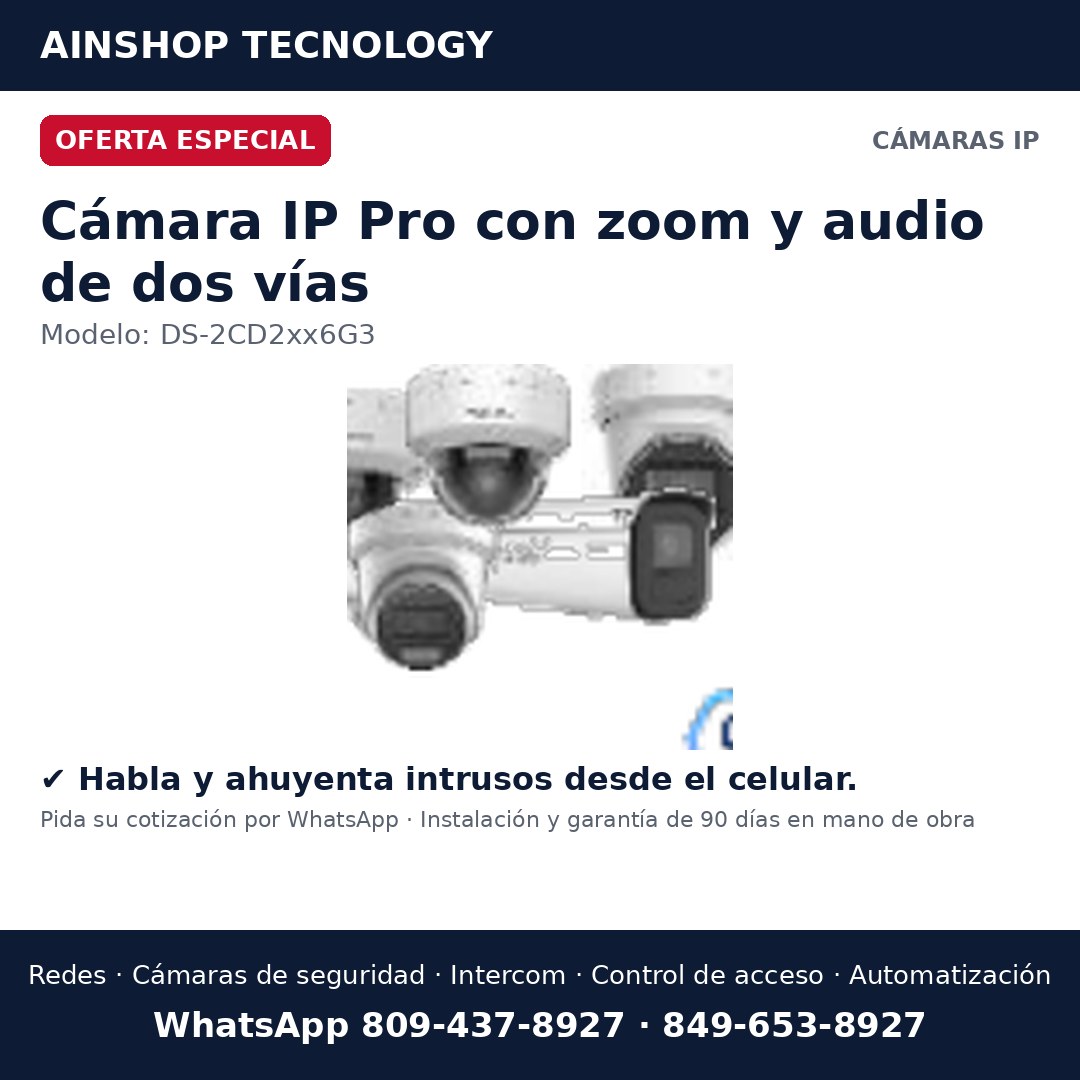 AINSHOP TECNOLOGY
OFERTA ESPECIAL
CÁMARAS IP
Cámara IP Pro con zoom y audio
de dos vías
Modelo: DS-2CD2xx6G3
✔ Habla y ahuyenta intrusos desde el celular.
Pida su cotización por WhatsApp · Instalación y garantía de 90 días en mano de obra
Redes · Cámaras de seguridad · Intercom · Control de acceso · Automatización
WhatsApp 809-437-8927 · 849-653-8927